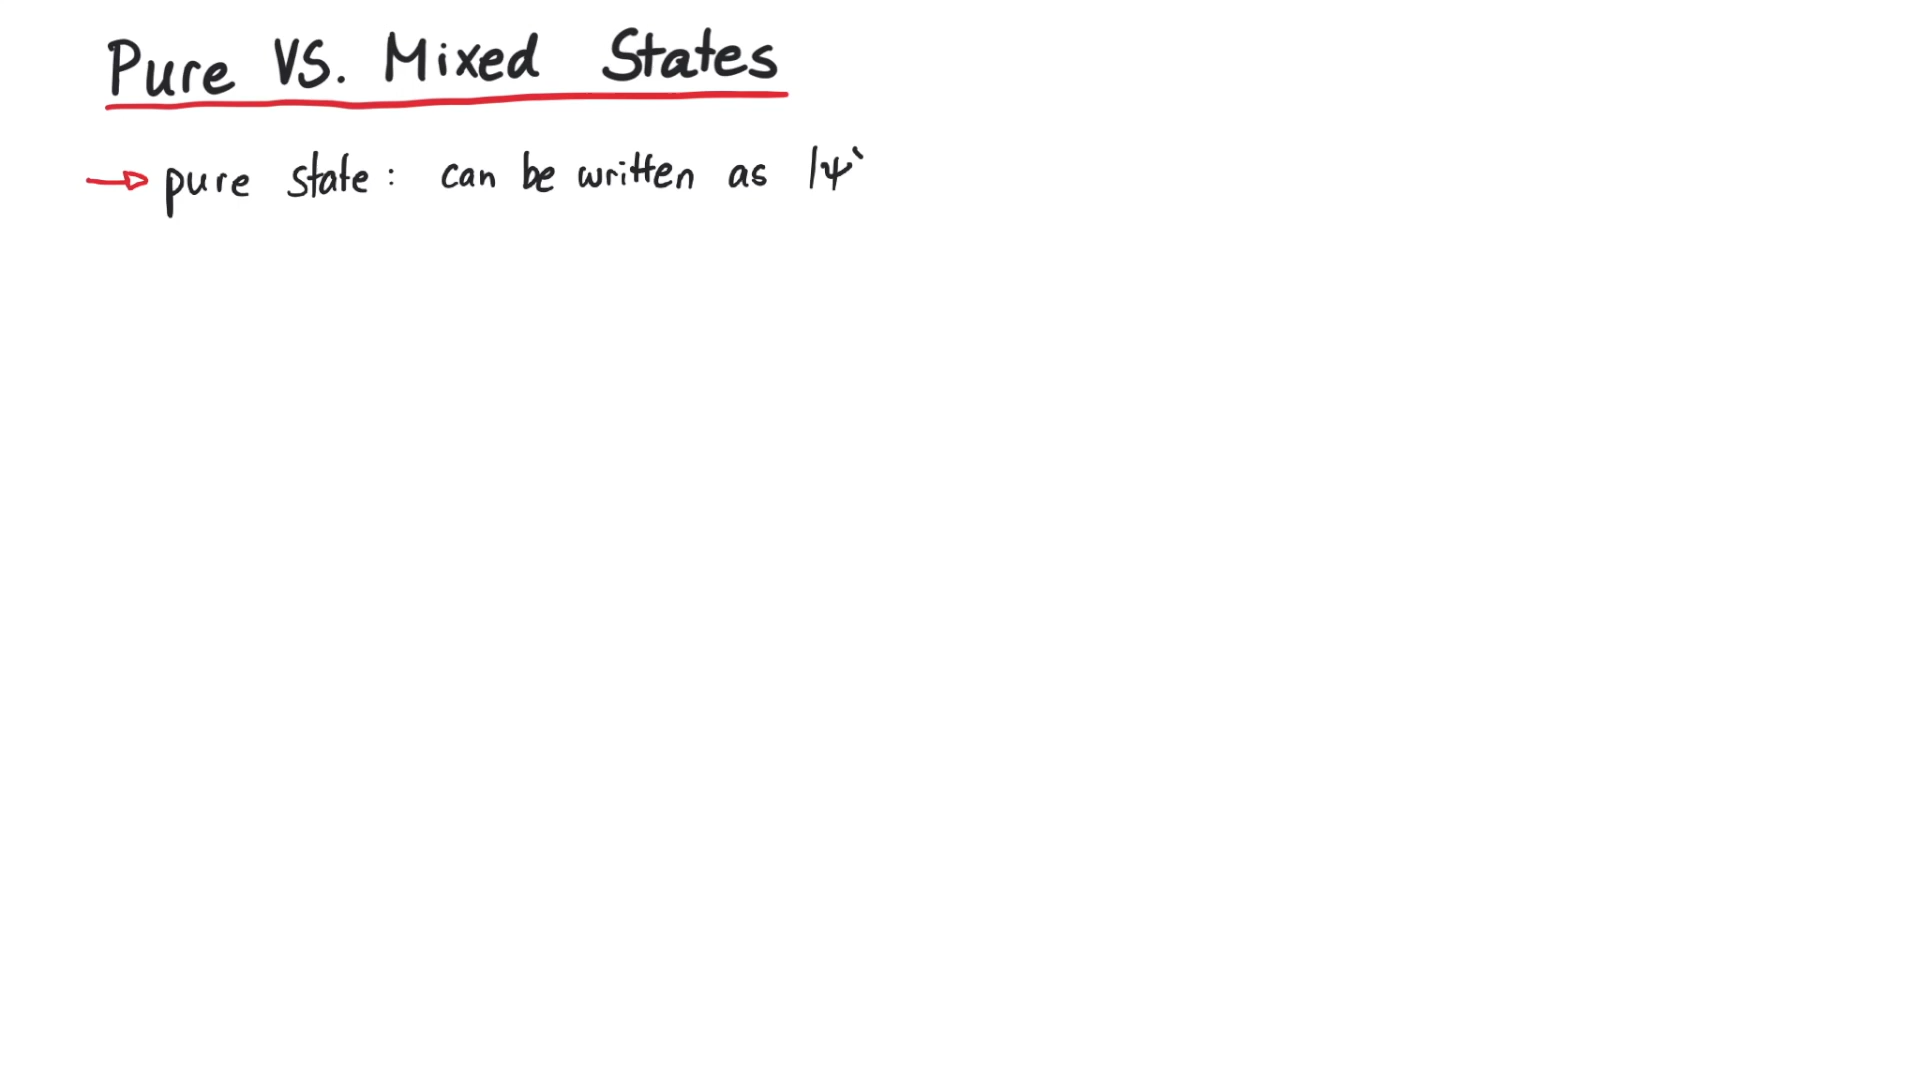 Pure VS. Mixed States
pure state: can be written as |ψ